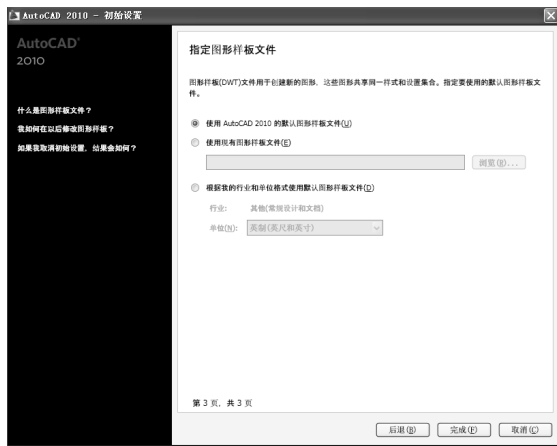 AutoCAD 2010 - 初始设置
AutoCAD'
2010
什么是图形样板文件？
我如何在以后修改图形样板？
如果我取消初始设置，结果会如何？
指定图形样板文件
图形样板(DWT)文件用于创建新的图形，这些图形共享同一样式和设置集合。指定要使用的默认图形样板文
件。
使用 AutoCAD 2010 的默认图形样板文件(U)
使用现有图形样板文件(E)
浏览(B)...
根据我的行业和单位格式使用默认图形样板文件(D)
行业: 其他(常规设计和文档)
单位(N): 英制(英尺和英寸)
第 3 页，共 3 页
后退(B) 完成(F) 取消(C)